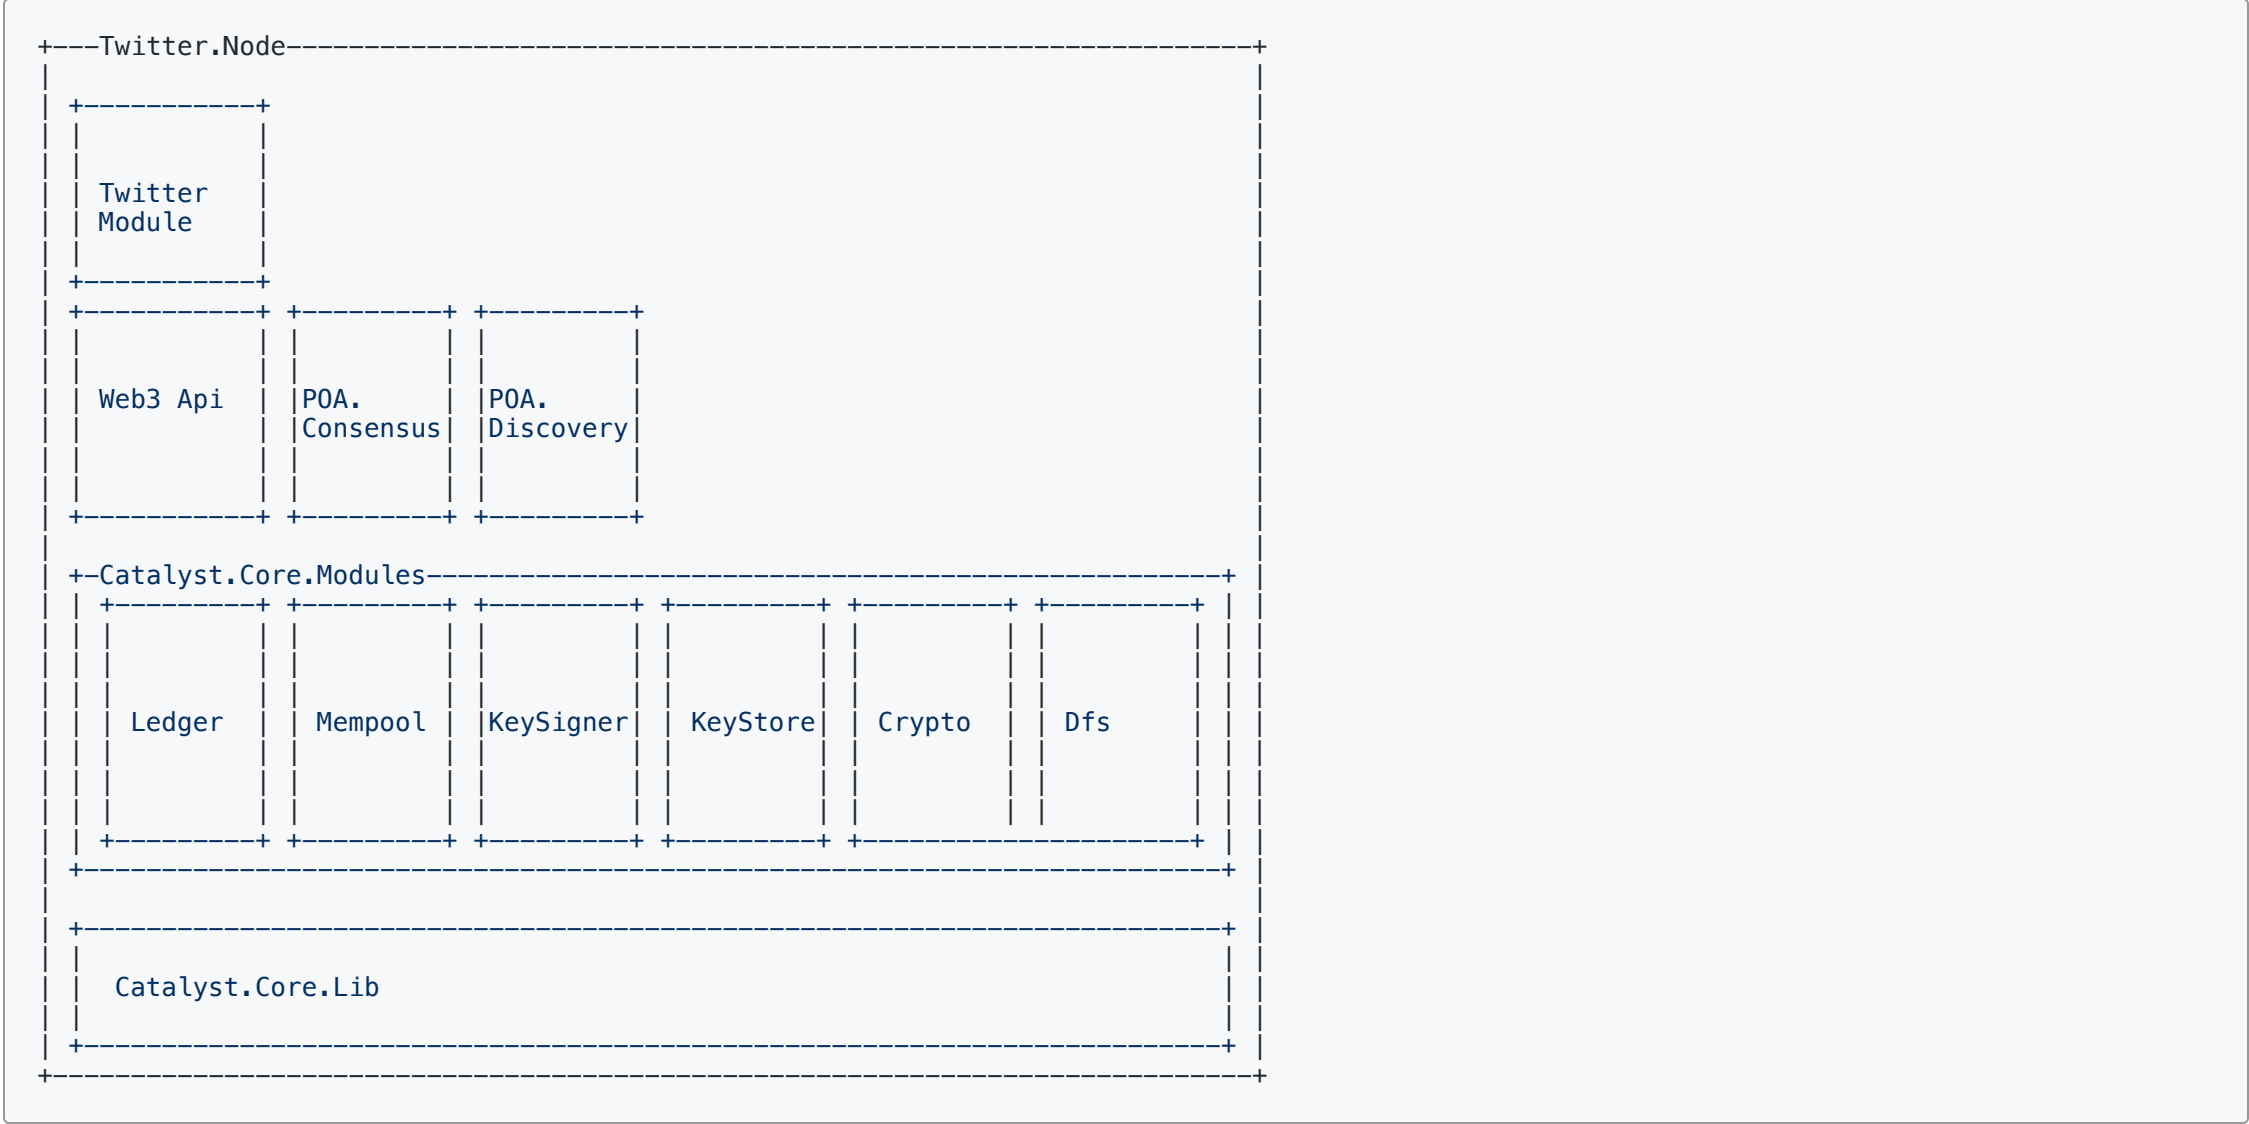 Twitter.Node
Twitter
Module
Web3 Api POA. POA.
Consensus Discovery
Catalyst.Core.Modules
Ledger Mempool KeySigner KeyStore Crypto Dfs
Catalyst.Core.Lib